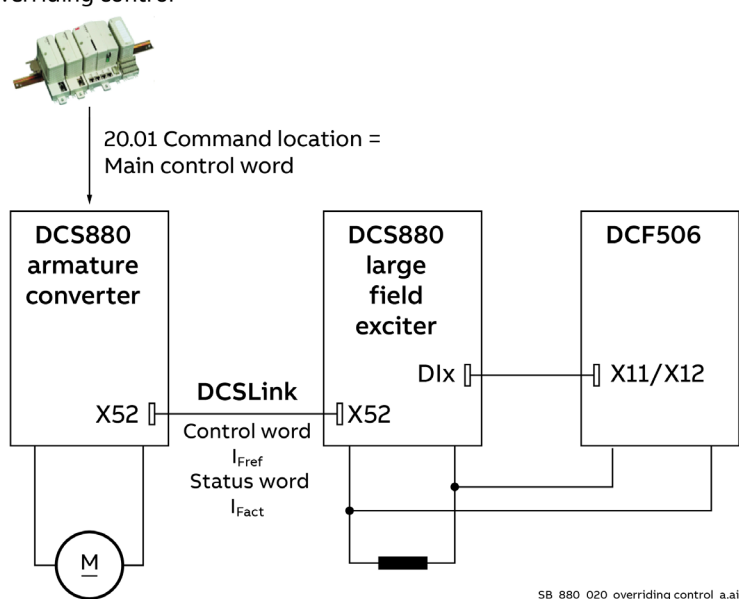 20.01 Command location =
Main control word
DCS880
armature
converter
DCS880
large
field
exciter
DCF506
DIx
X11/X12
DCSLink
X52
X52
Control word
IFref
Status word
IFact
M
SB_880_020_overriding control_a.ai